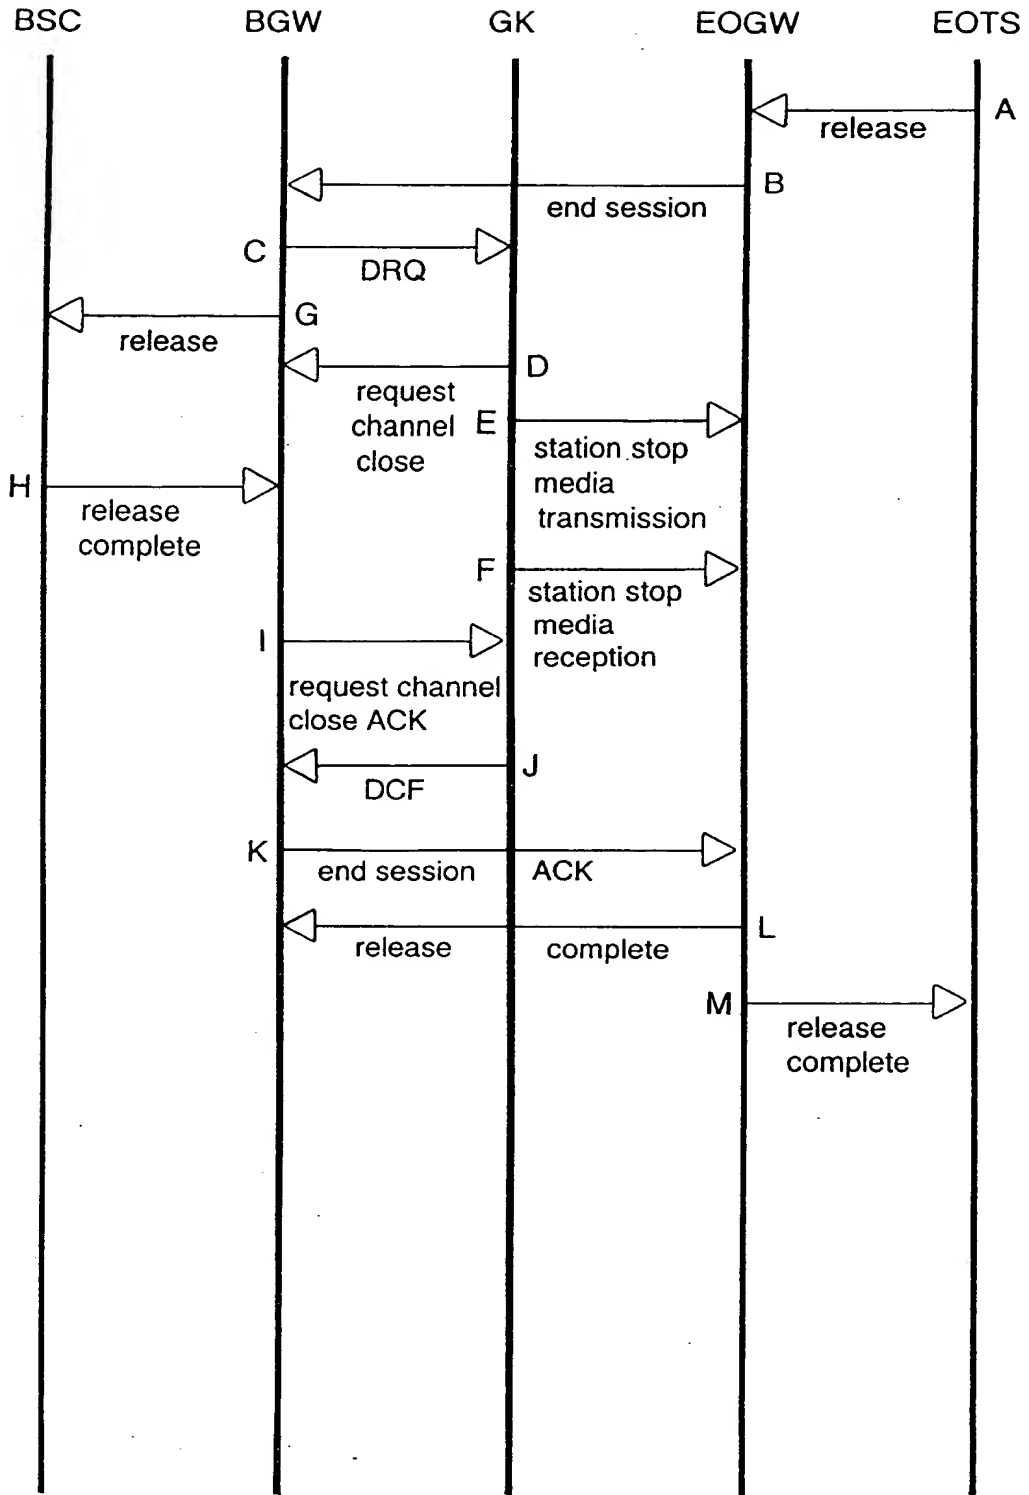 BSC BGW GK EOGW EOTS
A
release
B
end session
C
DRQ
G
release
D
request
channel
close
E
station stop
media
transmission
H
release
complete
F
station stop
media
reception
I
request channel
close ACK
J
DCF
K
end session ACK
L
release complete
M
release
complete